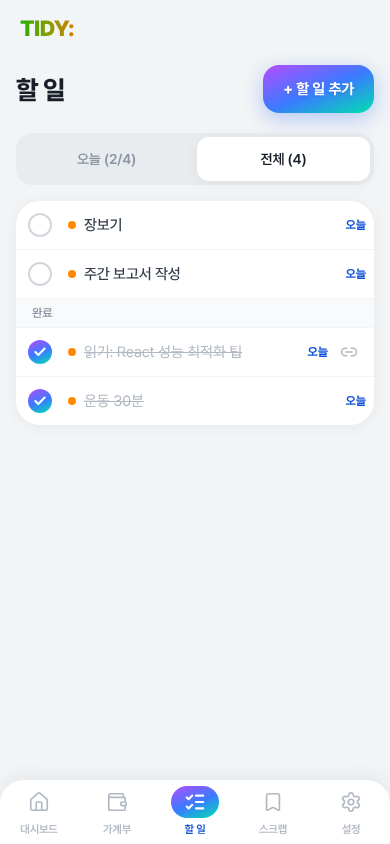 TIDY:
할 일
+ 할 일 추가
오늘 (2/4)
전체 (4)
장보기
오늘
주간 보고서 작성
오늘
완료
읽기: React 성능 최적화 팁
오늘
운동 30분
오늘
대시보드
가계부
할 일
스크랩
설정